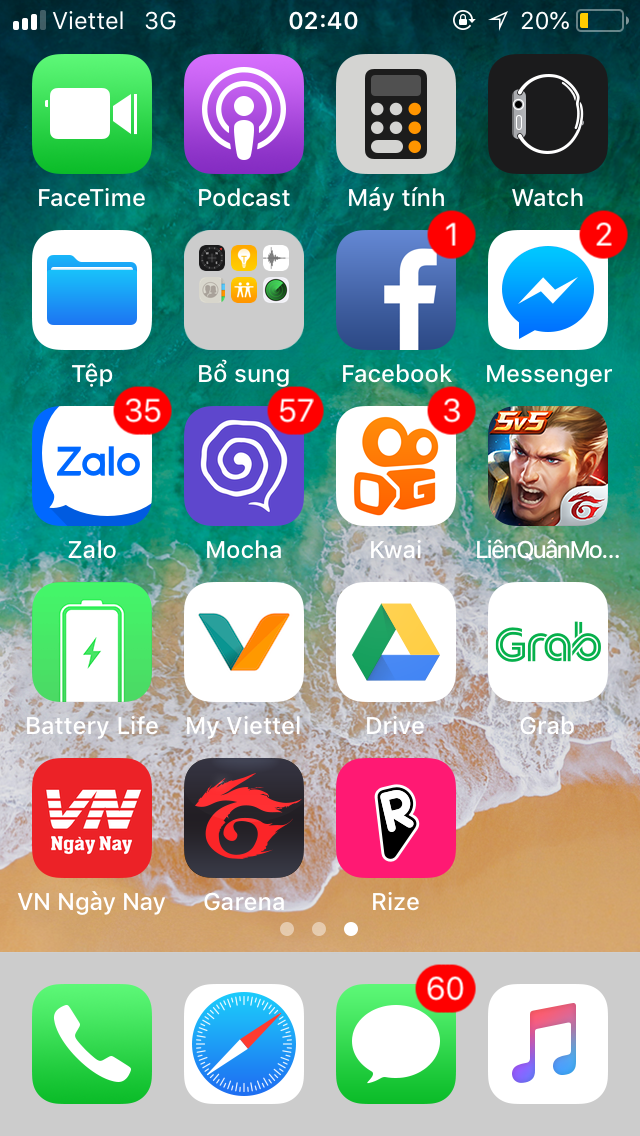 Viettel 3G 02:40 20%
FaceTime Podcast Máy tính Watch
1 2
Tệp Bổ sung Facebook Messenger
35 57 3 5v5
Zalo
Zalo Mocha Kwai LiênQuânMo...
Grab
Battery Life My Viettel Drive Grab
VN
Ngày Nay
R
VN Ngày Nay Garena Rize
60